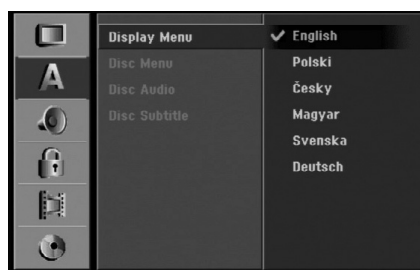 A
Display Menu
Disc Menu
Disc Audio
Disc Subtitle
✔ English
Polski
Česky
Magyar
Svenska
Deutsch